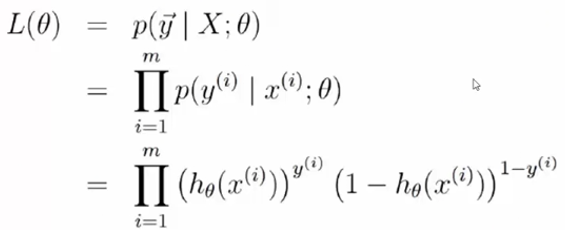 L(θ) = p(y⃗ | X; θ)
= ∏_{i=1}^{m} p(y^{(i)} | x^{(i)}; θ)
= ∏_{i=1}^{m} (h_θ(x^{(i)}))^{y^{(i)}} (1 − h_θ(x^{(i)}))^{1−y^{(i)}}